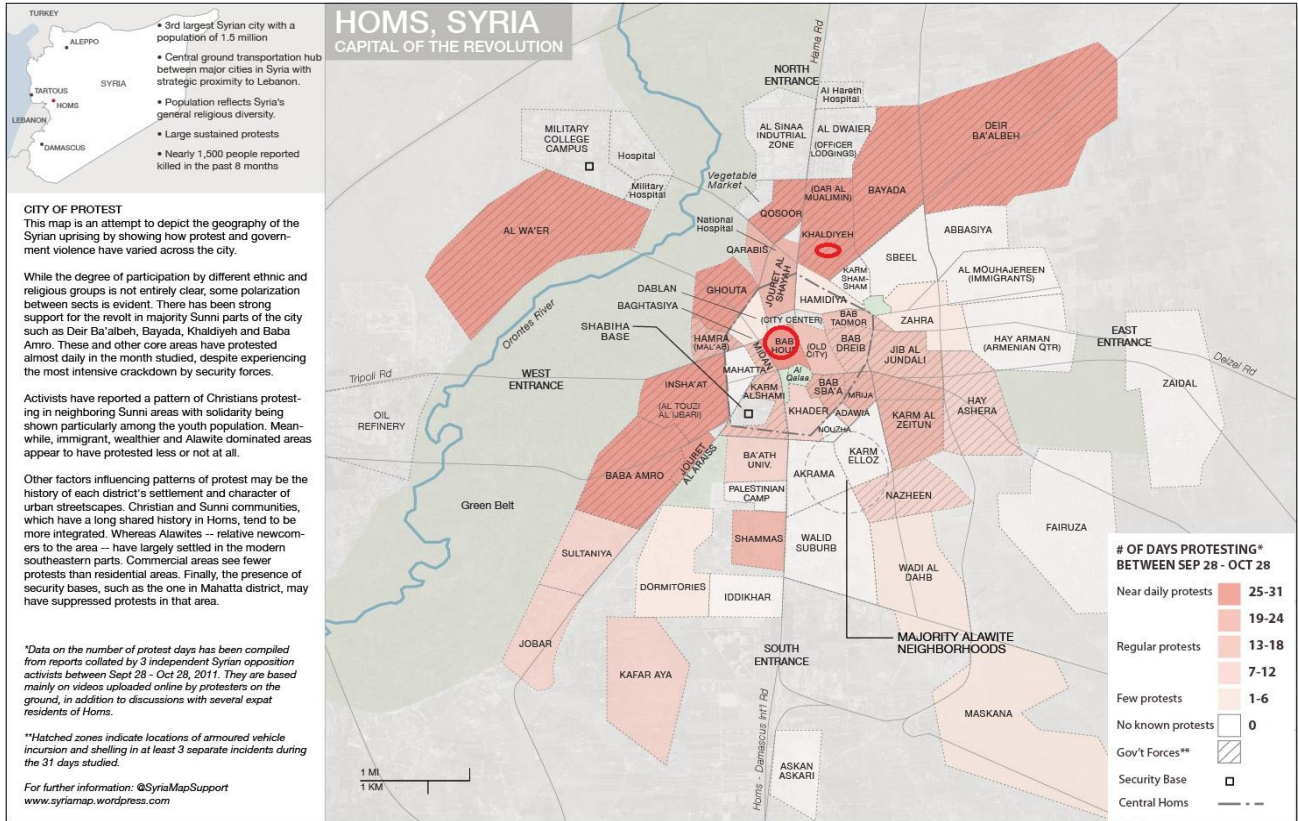 HOMS, SYRIA
CAPITAL OF THE REVOLUTION
TURKEY
ALEPPO
SYRIA
TARTOUS
HOMS
LEBANON
DAMASCUS
• 3rd largest Syrian city with a
population of 1.5 million
• Central ground transportation hub
between major cities in Syria with
strategic proximity to Lebanon.
• Population reflects Syria's
general religious diversity.
• Large sustained protests
• Nearly 1,500 people reported
killed in the past 8 months
CITY OF PROTEST
This map is an attempt to depict the geography of the
Syrian uprising by showing how protest and govern-
ment violence have varied across the city.
While the degree of participation by different ethnic and
religious groups is not entirely clear, some polarization
between sects is evident. There has been strong
support for the revolt in majority Sunni parts of the city
such as Deir Ba'albeh, Bayada, Khaldiyeh and Baba
Amro. These and other core areas have protested
almost daily in the month studied, despite experiencing
the most intensive crackdown by security forces.
Activists have reported a pattern of Christians protest-
ing in neighboring Sunni areas with solidarity being
shown particularly among the youth population. Mean-
while, immigrant, wealthier and Alawite dominated areas
appear to have protested less or not at all.
Other factors influencing patterns of protest may be the
history of each district's settlement and character of
urban streetscapes. Christian and Sunni communities,
which have a long shared history in Homs, tend to be
more integrated. Whereas Alawites -- relative newcom-
ers to the area -- have largely settled in the modern
southeastern parts. Commercial areas see fewer
protests than residential areas. Finally, the presence of
security bases, such as the one in Mahatta district, may
have suppressed protests in that area.
*Data on the number of protest days has been compiled
from reports collated by 3 independent Syrian opposition
activists between Sept 28 - Oct 28, 2011. They are based
mainly on videos uploaded online by protesters on the
ground, in addition to discussions with several expat
residents of Homs.
**Hatched zones indicate locations of armoured vehicle
incursion and shelling in at least 3 separate incidents during
the 31 days studied.
For further information: @SyriaMapSupport
www.syriamap.wordpress.com
Hama Rd
NORTH
ENTRANCE
Al Hareth
Hospital
AL SINAA
INDUTRIAL
ZONE
AL DWAIER
(OFFICER
LODGINGS)
DEIR
BA'ALBEH
MILITARY
COLLEGE
CAMPUS
Hospital
Military
Hospital
Vegetable
Market
(DAR AL
MUALIMIN)
BAYADA
QOSOOR
National
Hospital
KHALDIYEH
AL WA'ER
QARABIS
JOURET AL
SHAYAH
KARM
SHAM-
SHAM
SBEEL
ABBASIYA
AL MOUHAJEREEN
(IMMIGRANTS)
GHOUTA
DABLAN
BAGHTASIYA
HAMIDIYA
(CITY CENTER)
BAB
TADMOR
ZAHRA
SHABIHA
BASE
HAMRA
(MAL'AB)
MIDAN
BAB
HOUD
(OLD
CITY)
BAB
DREIB
JIB AL
JUNDALI
HAY ARMAN
(ARMENIAN QTR)
EAST
ENTRANCE
Deizel Rd
ZAIDAL
Orontes River
Tripoli Rd
WEST
ENTRANCE
OIL
REFINERY
MAHATTA
Al
Qalaa
INSHA'AT
(AL TOUZI
AL IJBARI)
KARM
ALSHAMI
BAB
SBA'A
MRIJA
KHADER
ADAWIA
NOUZHA
KARM AL
ZEITUN
HAY
ASHERA
JOURET
AL ARAISS
BABA AMRO
BA'ATH
UNIV.
AKRAMA
KARM
ELLOZ
PALESTINIAN
CAMP
NAZHEEN
Green Belt
SHAMMAS
WALID
SUBURB
FAIRUZA
SULTANIYA
DORMITORIES
IDDIKHAR
WADI AL
DAHB
JOBAR
MAJORITY ALAWITE
NEIGHBORHOODS
SOUTH
ENTRANCE
KAFAR AYA
MASKANA
Homs - Damascus Int'l Rd
ASKAN
ASKARI
1 MI
1 KM
# OF DAYS PROTESTING*
BETWEEN SEP 28 - OCT 28
Near daily protests 25-31
19-24
Regular protests 13-18
7-12
Few protests 1-6
No known protests 0
Gov't Forces**
Security Base
Central Homs